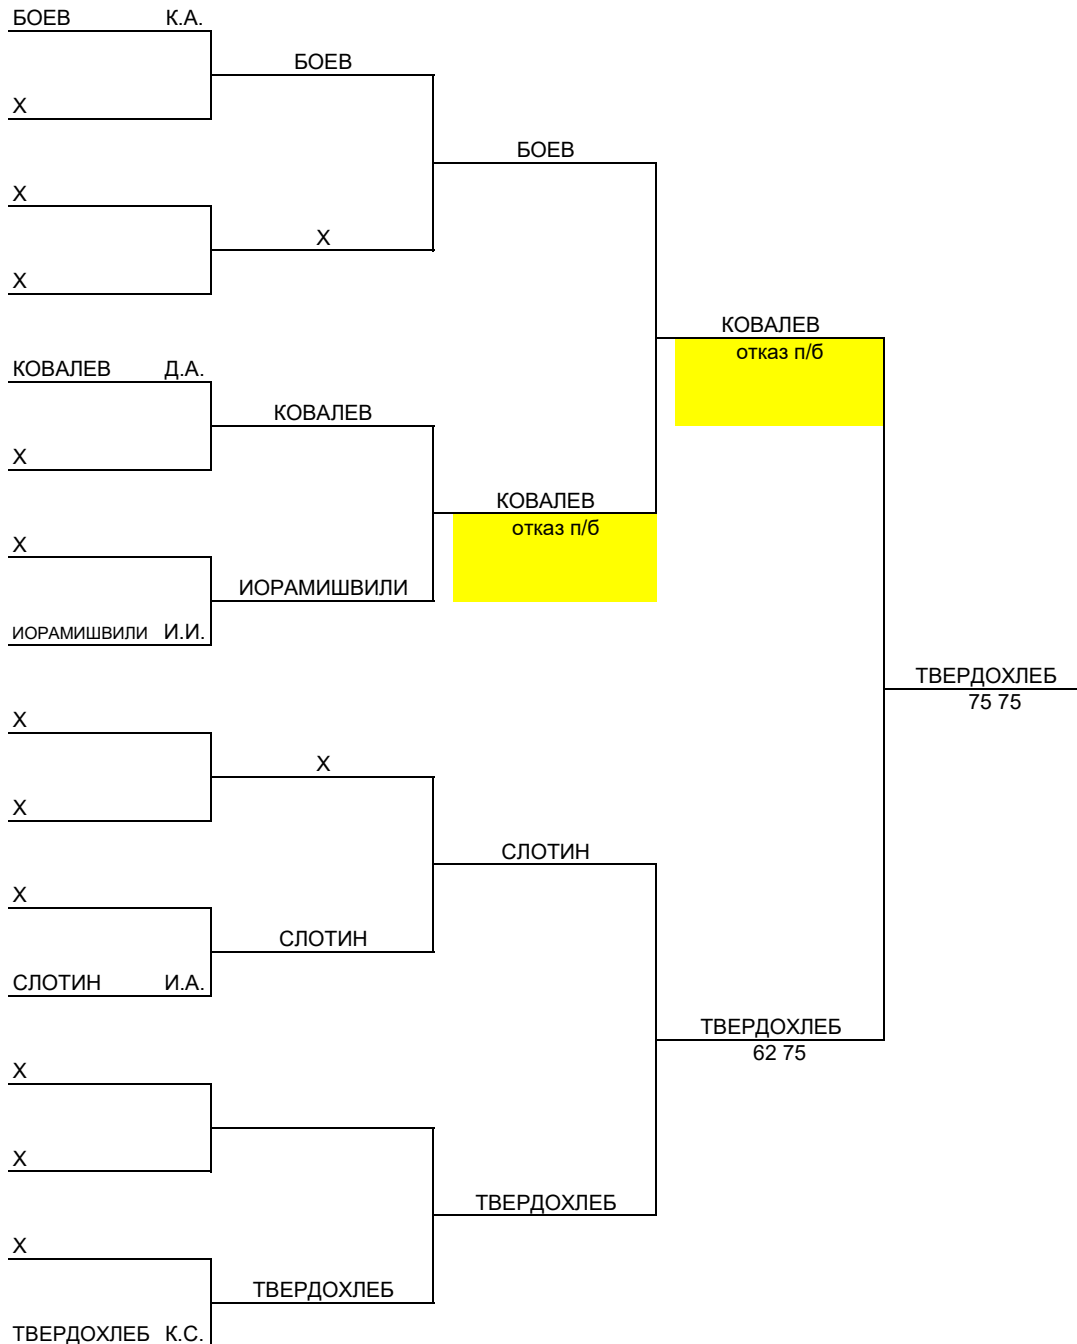 БОЕВ К.А.
БОЕВ
X
БОЕВ
X
X
X
КОВАЛЕВ
отказ п/б
КОВАЛЕВ Д.А.
КОВАЛЕВ
X
КОВАЛЕВ
отказ п/б
X
ИОРАМИШВИЛИ
ИОРАМИШВИЛИ И.И.
ТВЕРДОХЛЕБ
75 75
X
X
X
СЛОТИН
X
СЛОТИН
СЛОТИН И.А.
ТВЕРДОХЛЕБ
62 75
X
X
ТВЕРДОХЛЕБ
X
ТВЕРДОХЛЕБ
ТВЕРДОХЛЕБ К.С.